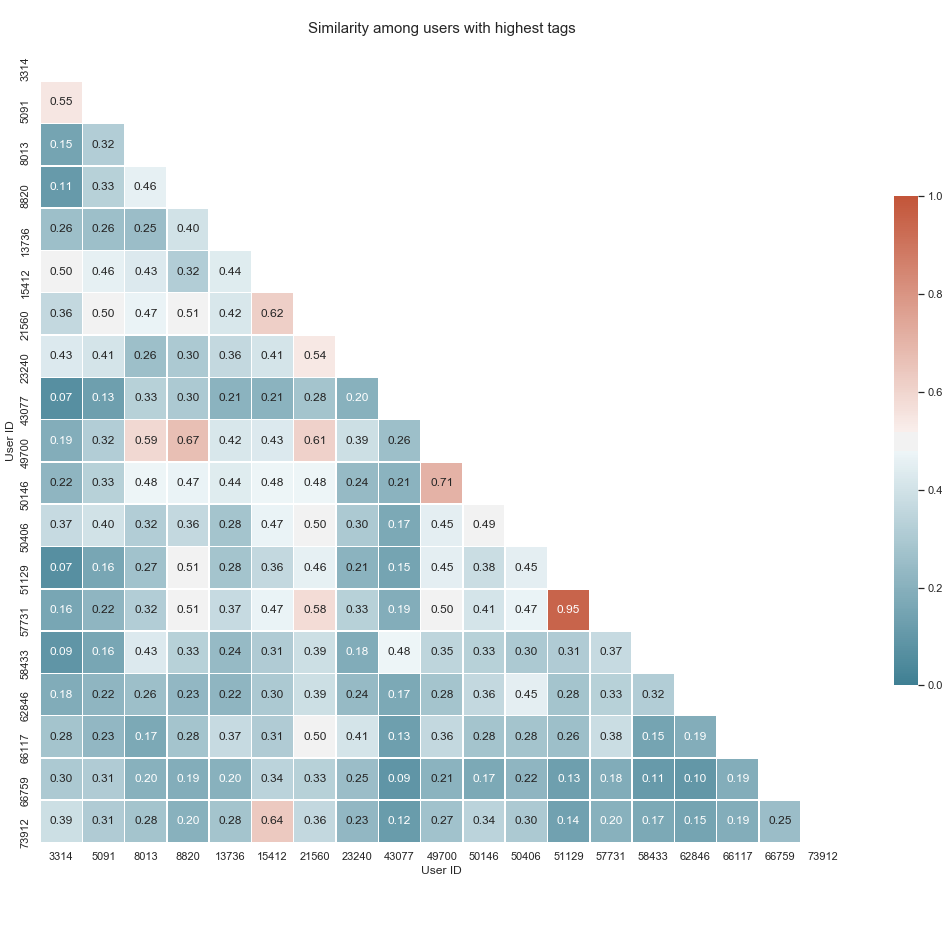 Similarity among users with highest tags
3314
5091 0.55
8013 0.15 0.32
8820 0.11 0.33 0.46
13736 0.26 0.26 0.25 0.40
15412 0.50 0.46 0.43 0.32 0.44
21560 0.36 0.50 0.47 0.51 0.42 0.62
23240 0.43 0.41 0.26 0.30 0.36 0.41 0.54
43077 0.07 0.13 0.33 0.30 0.21 0.21 0.28 0.20
49700 0.19 0.32 0.59 0.67 0.42 0.43 0.61 0.39 0.26
50146 0.22 0.33 0.48 0.47 0.44 0.48 0.48 0.24 0.21 0.71
50406 0.37 0.40 0.32 0.36 0.28 0.47 0.50 0.30 0.17 0.45 0.49
51129 0.07 0.16 0.27 0.51 0.28 0.36 0.46 0.21 0.15 0.45 0.38 0.45
57731 0.16 0.22 0.32 0.51 0.37 0.47 0.58 0.33 0.19 0.50 0.41 0.47 0.95
58433 0.09 0.16 0.43 0.33 0.24 0.31 0.39 0.18 0.48 0.35 0.33 0.30 0.31 0.37
62846 0.18 0.22 0.26 0.23 0.22 0.30 0.39 0.24 0.17 0.28 0.36 0.45 0.28 0.33 0.32
66117 0.28 0.23 0.17 0.28 0.37 0.31 0.50 0.41 0.13 0.36 0.28 0.28 0.26 0.38 0.15 0.19
66759 0.30 0.31 0.20 0.19 0.20 0.34 0.33 0.25 0.09 0.21 0.17 0.22 0.13 0.18 0.11 0.10 0.19
73912 0.39 0.31 0.28 0.20 0.28 0.64 0.36 0.23 0.12 0.27 0.34 0.30 0.14 0.20 0.17 0.15 0.19 0.25
User ID
3314 5091 8013 8820 13736 15412 21560 23240 43077 49700 50146 50406 51129 57731 58433 62846 66117 66759 73912
User ID
1.0
0.8
0.6
0.4
0.2
0.0